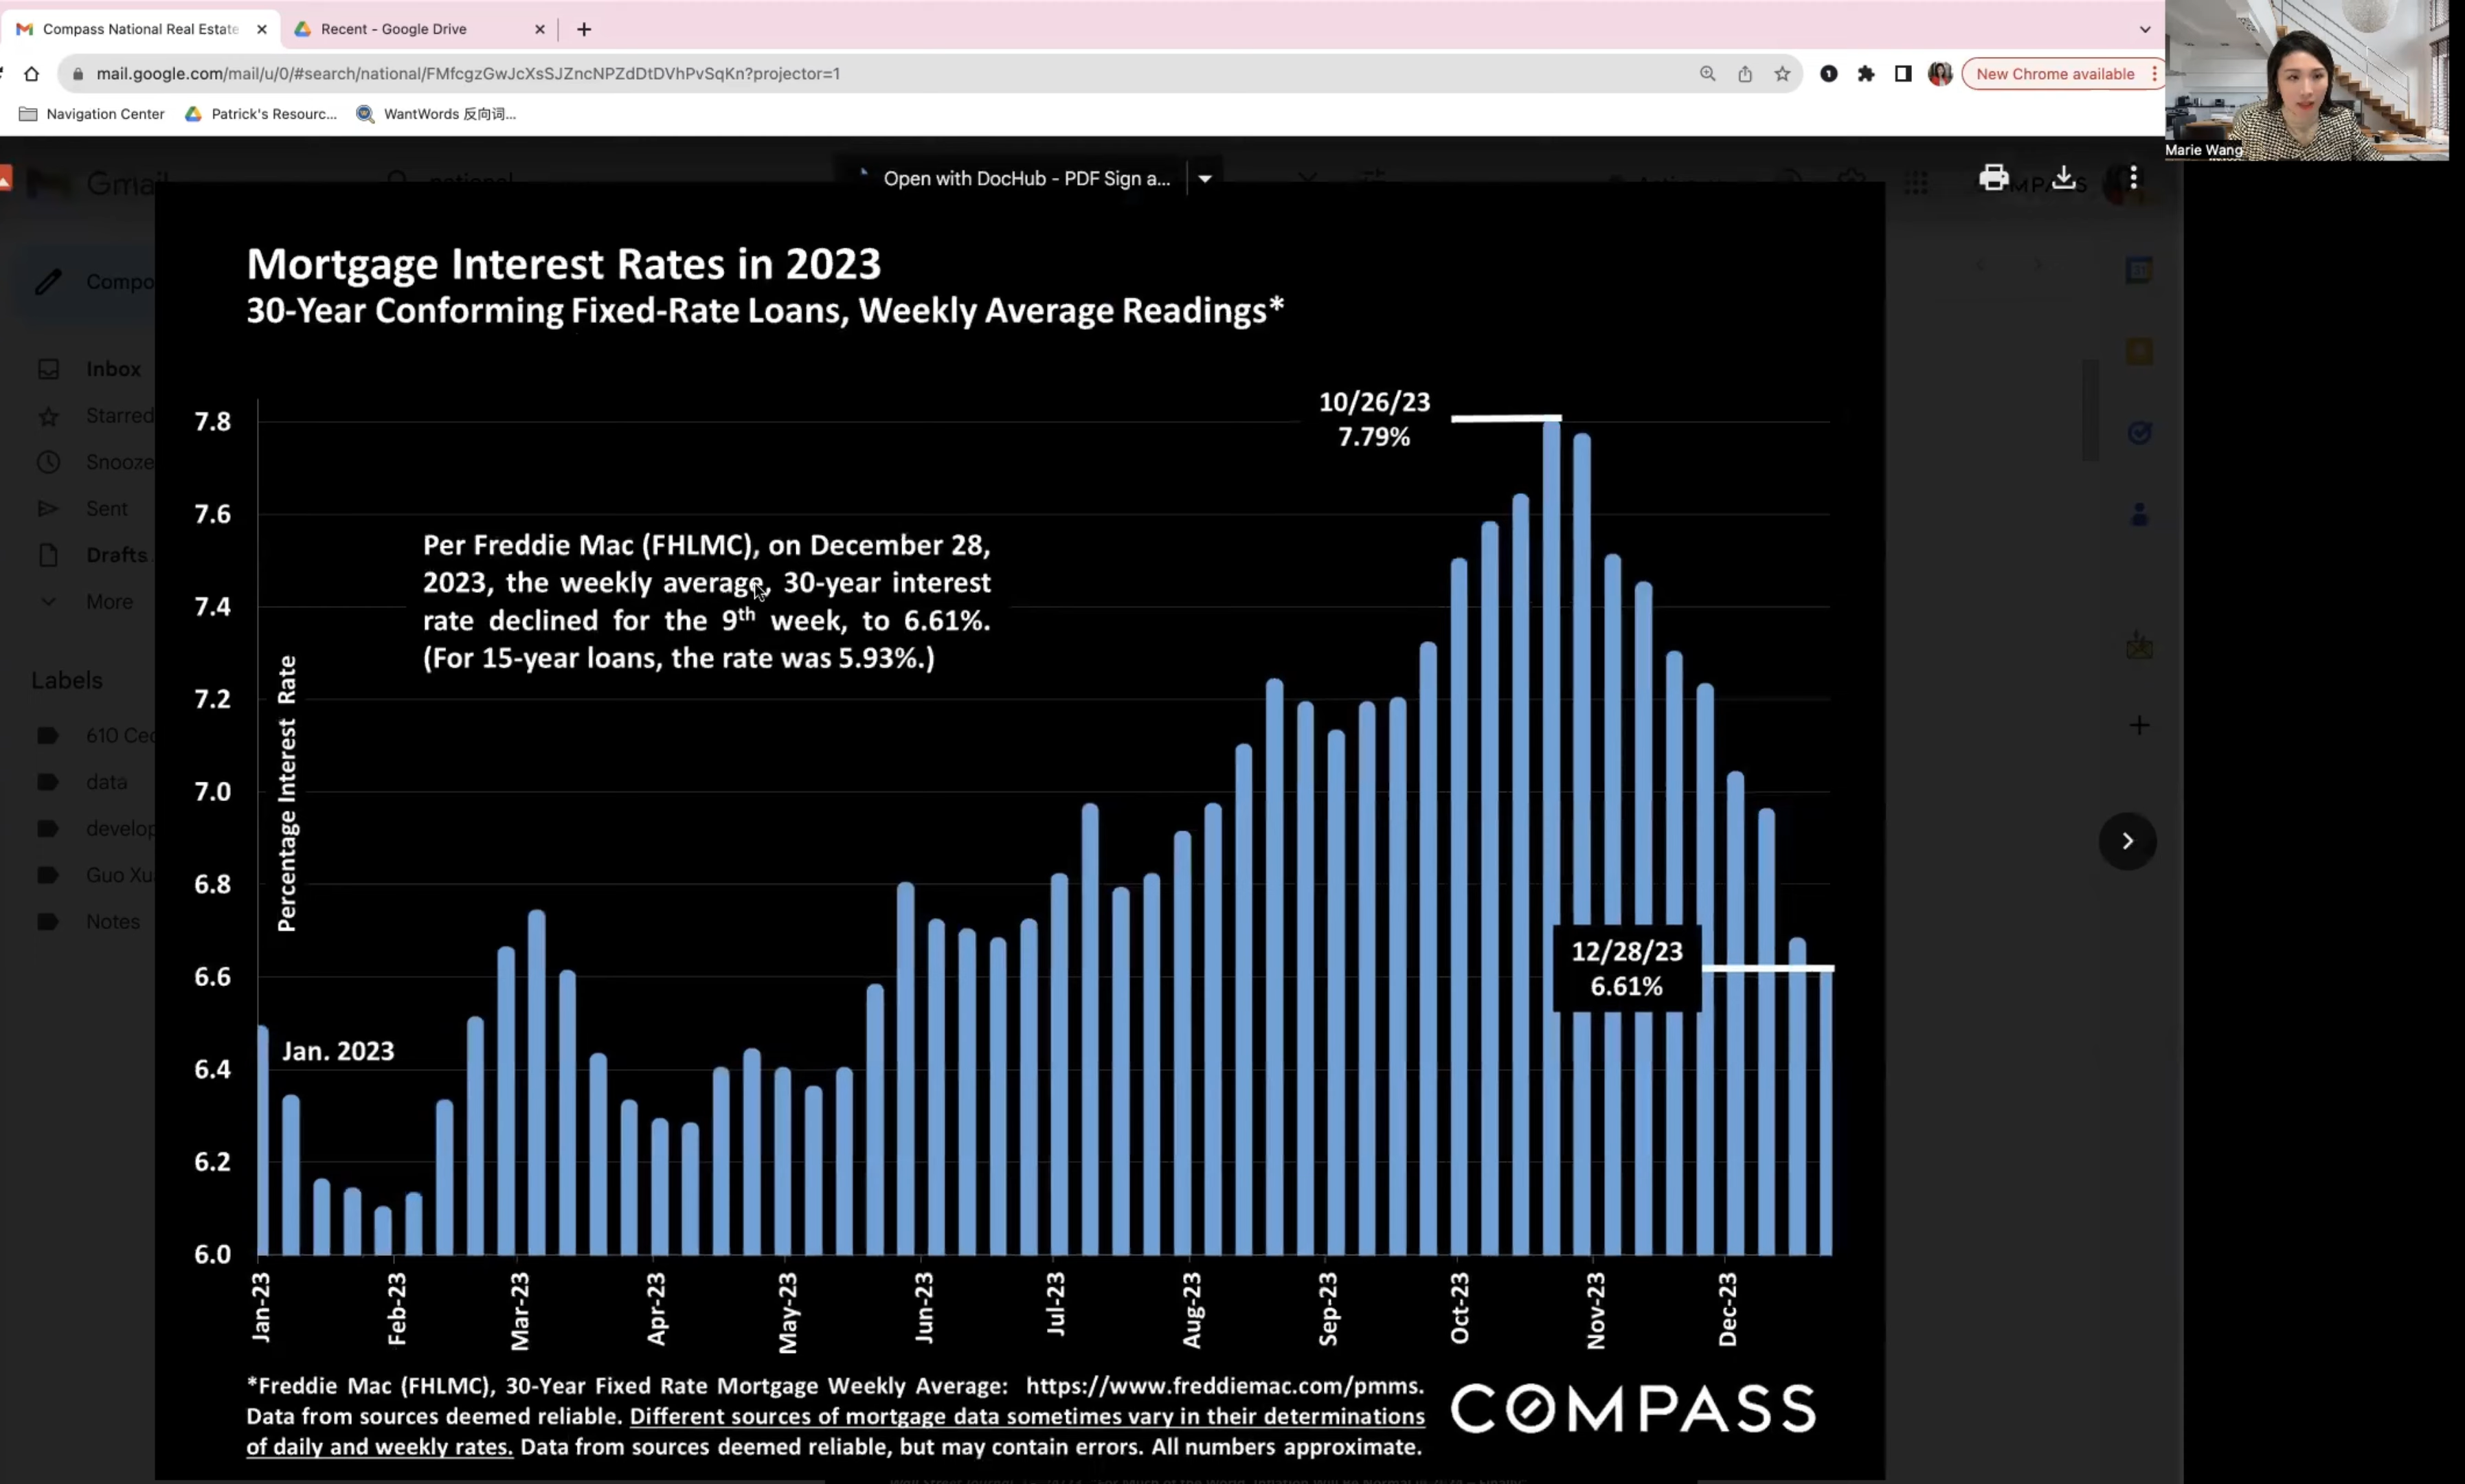 Compass National Real Estate
Recent - Google Drive
mail.google.com/mail/u/0/#search/national/FMfcgzGwJcXsSJZncNPZdDtDVhPvSqKn?projector=1
New Chrome available
Navigation Center
Patrick's Resourc...
WantWords 反向词...
Marie Wang
Gmail
national
Open with DocHub - PDF Sign a...
Compo
Inbox
Starred
Snooze
Sent
Drafts
More
Labels
610 Cec
data
develop
Guo Xu
Notes
Mortgage Interest Rates in 2023
30-Year Conforming Fixed-Rate Loans, Weekly Average Readings*
10/26/23
7.79%
Per Freddie Mac (FHLMC), on December 28,
2023, the weekly average, 30-year interest
rate declined for the 9th week, to 6.61%.
(For 15-year loans, the rate was 5.93%.)
Percentage Interest Rate
7.8
7.6
7.4
7.2
7.0
6.8
6.6
6.4
6.2
6.0
Jan. 2023
12/28/23
6.61%
Jan-23
Feb-23
Mar-23
Apr-23
May-23
Jun-23
Jul-23
Aug-23
Sep-23
Oct-23
Nov-23
Dec-23
*Freddie Mac (FHLMC), 30-Year Fixed Rate Mortgage Weekly Average: https://www.freddiemac.com/pmms.
Data from sources deemed reliable. Different sources of mortgage data sometimes vary in their determinations
of daily and weekly rates. Data from sources deemed reliable, but may contain errors. All numbers approximate.
COMPASS